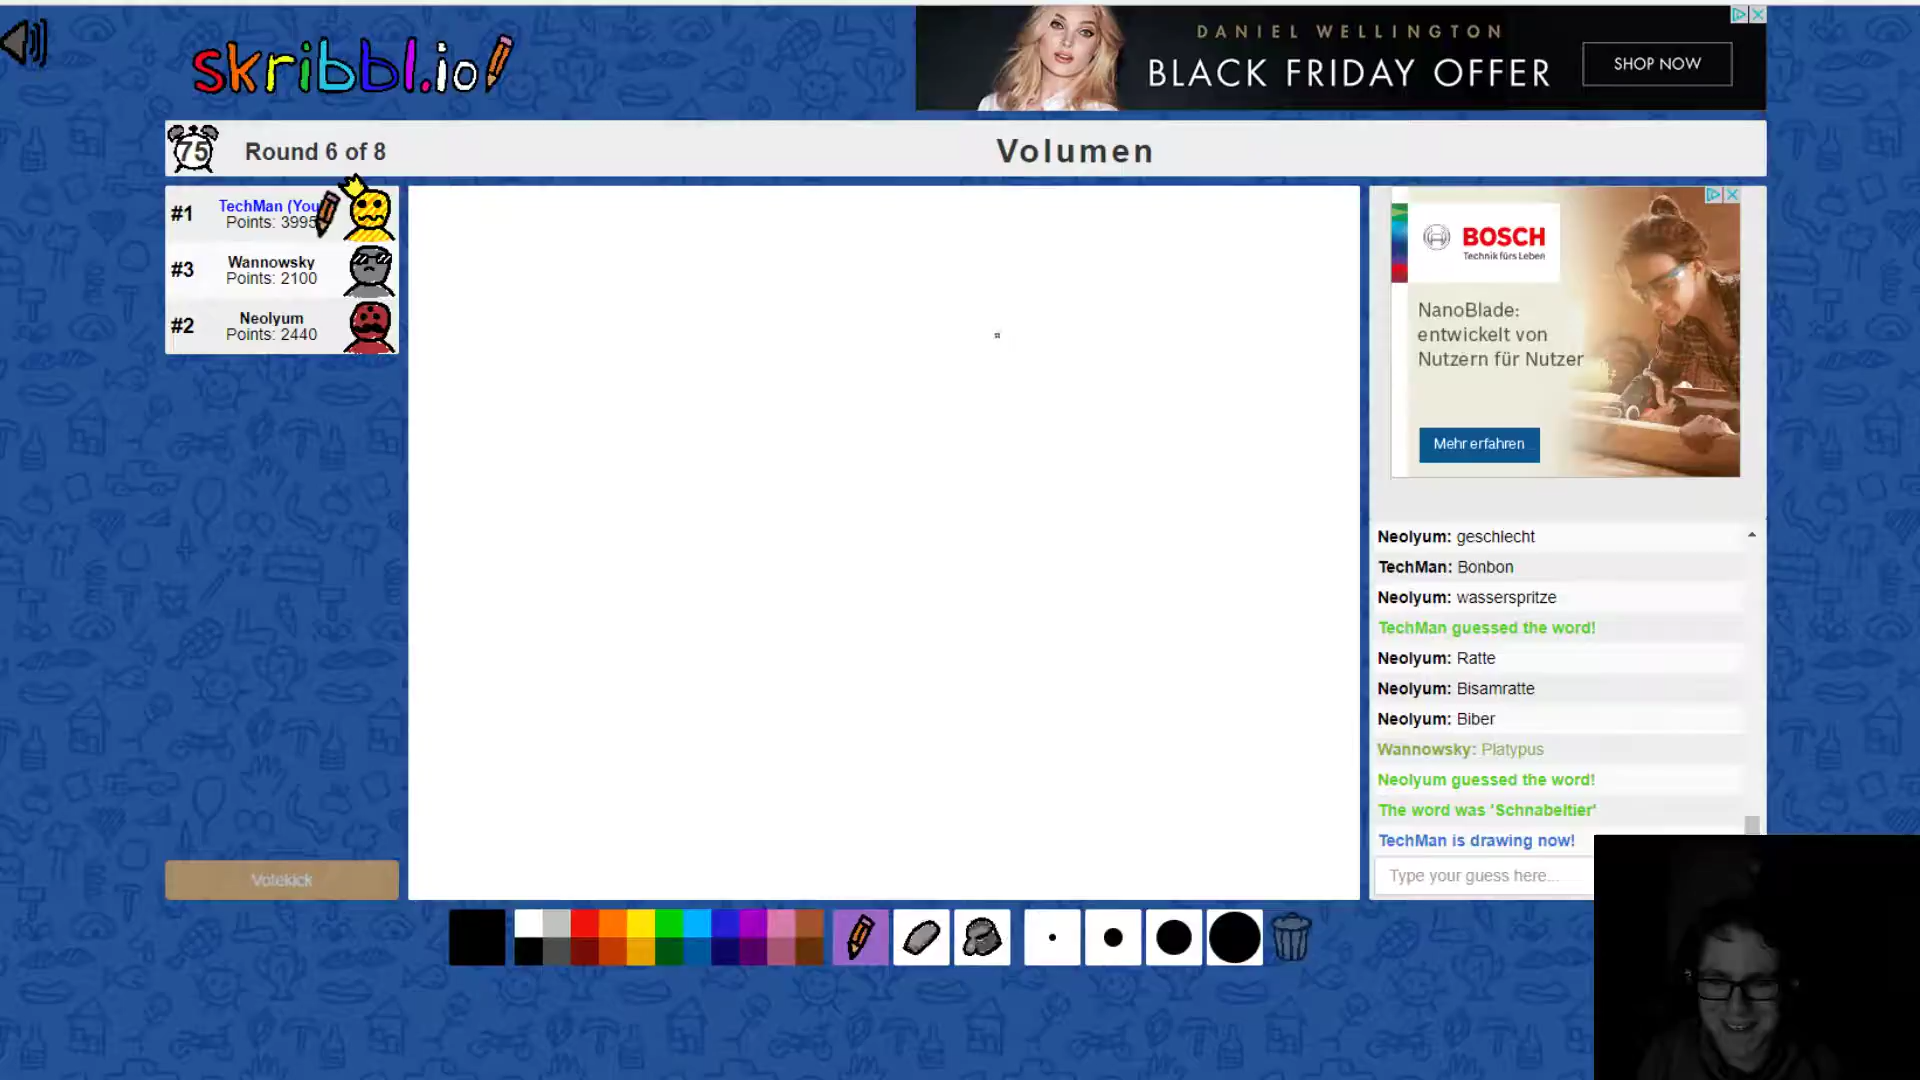 skribbl.io
DANIEL WELLINGTON
BLACK FRIDAY OFFER
SHOP NOW
75
Round 6 of 8
Volumen
#1
TechMan (You
Points: 3995
#3
Wannowsky
Points: 2100
#2
Neolyum
Points: 2440
BOSCH
Technik fürs Leben
NanoBlade:
entwickelt von
Nutzern für Nutzer
Mehr erfahren
Neolyum: geschlecht
TechMan: Bonbon
Neolyum: wasserspritze
TechMan guessed the word!
Neolyum: Ratte
Neolyum: Bisamratte
Neolyum: Biber
Wannowsky: Platypus
Neolyum guessed the word!
The word was 'Schnabeltier'
TechMan is drawing now!
Type your guess here...
Votekick